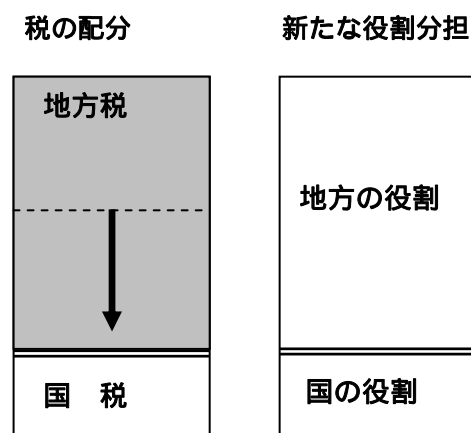 税の配分
新たな役割分担
地方税
地方の役割
国　税
国の役割